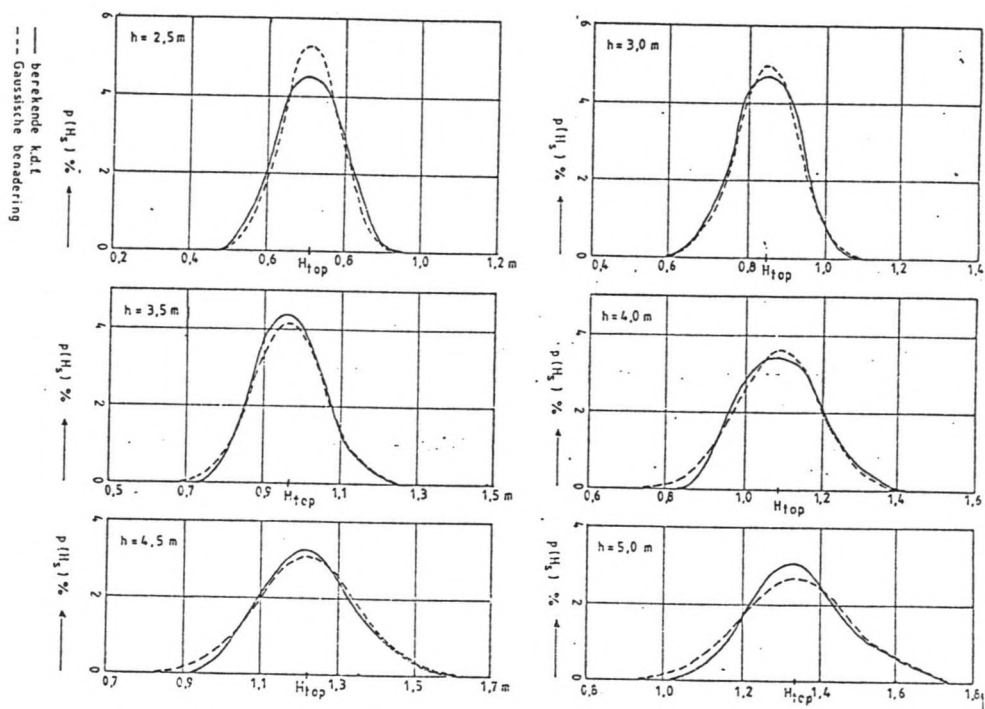 — berekende k.d.f.
--- Gaussische benadering
h = 2,5 m
p(Hs) %
6
4
2
0
0,2
0,4
0,6
Htop
0,8
1,0
1,2 m
h = 3,0 m
p(Hs) %
6
4
2
0
0,4
0,6
0,8
Htop
1,0
1,2
1,4
h = 3,5 m
p(Hs) %
4
2
0
0,5
0,7
0,9
Htop
1,1
1,3
1,5 m
h = 4,0 m
p(Hs) %
4
2
0
0,6
0,8
1,0
Htop
1,2
1,4
1,6
h = 4,5 m
p(Hs) %
4
2
0
0,7
0,9
1,1
Htop
1,3
1,5
1,7 m
h = 5,0 m
p(Hs) %
4
2
0
0,8
1,0
1,2
Htop
1,4
1,6
1,8